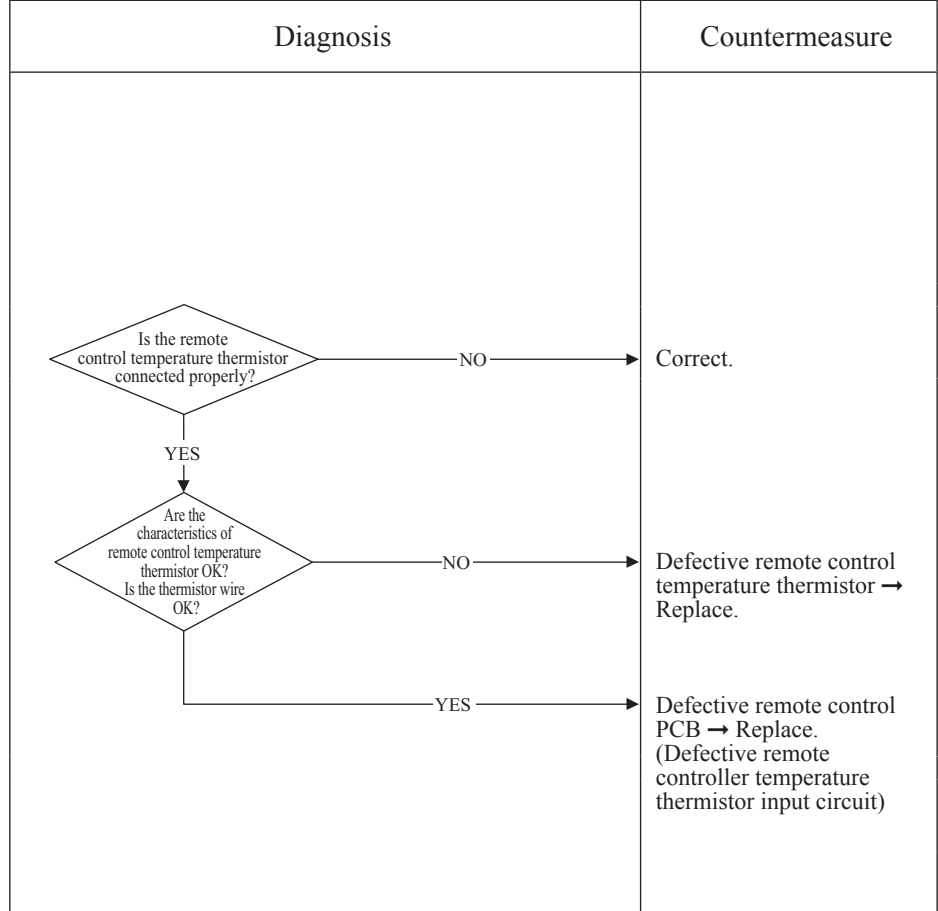 Diagnosis
Countermeasure
Is the remote
control temperature thermistor
connected properly?
NO
Correct.
YES
Are the
characteristics of
remote control temperature
thermistor OK?
Is the thermistor wire
OK?
NO
Defective remote control
temperature thermistor ➞
Replace.
YES
Defective remote control
PCB ➞ Replace.
(Defective remote
controller temperature
thermistor input circuit)